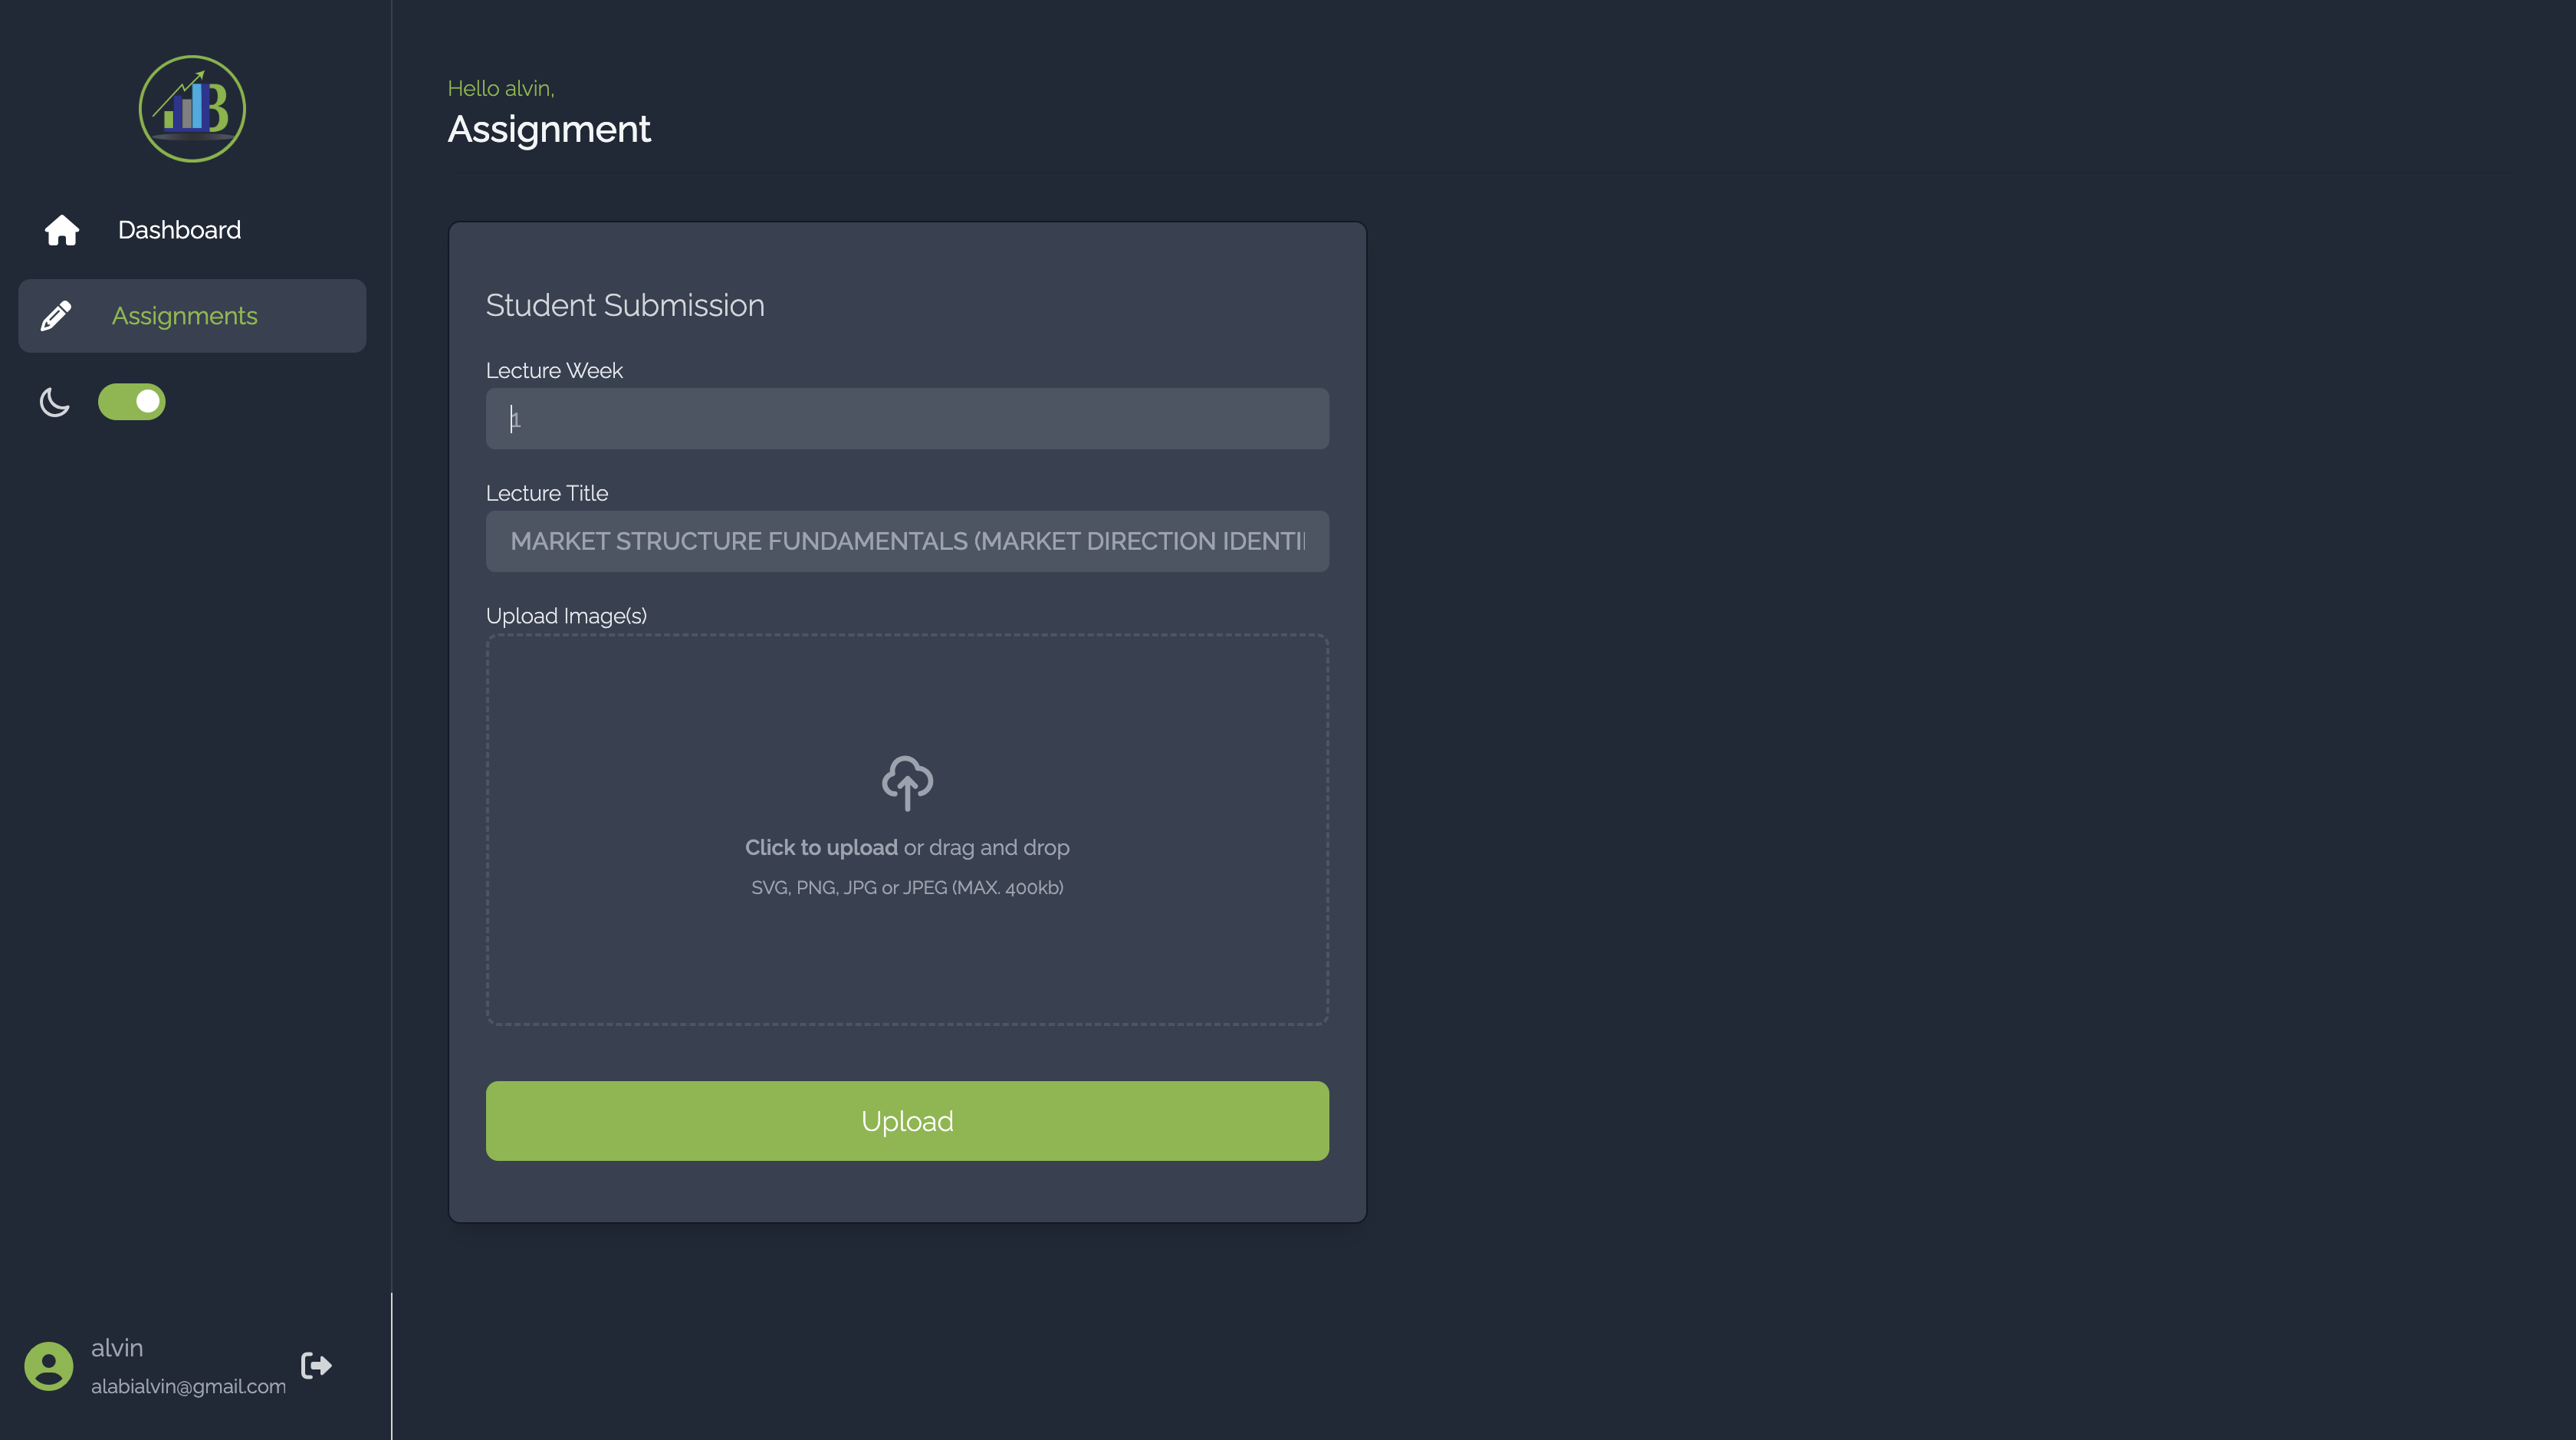 B
Dashboard
Assignments
alvin
alabialvin@gmail.com
Hello alvin,
Assignment
Student Submission
Lecture Week
1
Lecture Title
MARKET STRUCTURE FUNDAMENTALS (MARKET DIRECTION
Upload Image(s)
Click to upload or drag and drop
SVG, PNG, JPG or JPEG (MAX. 400kb)
Upload